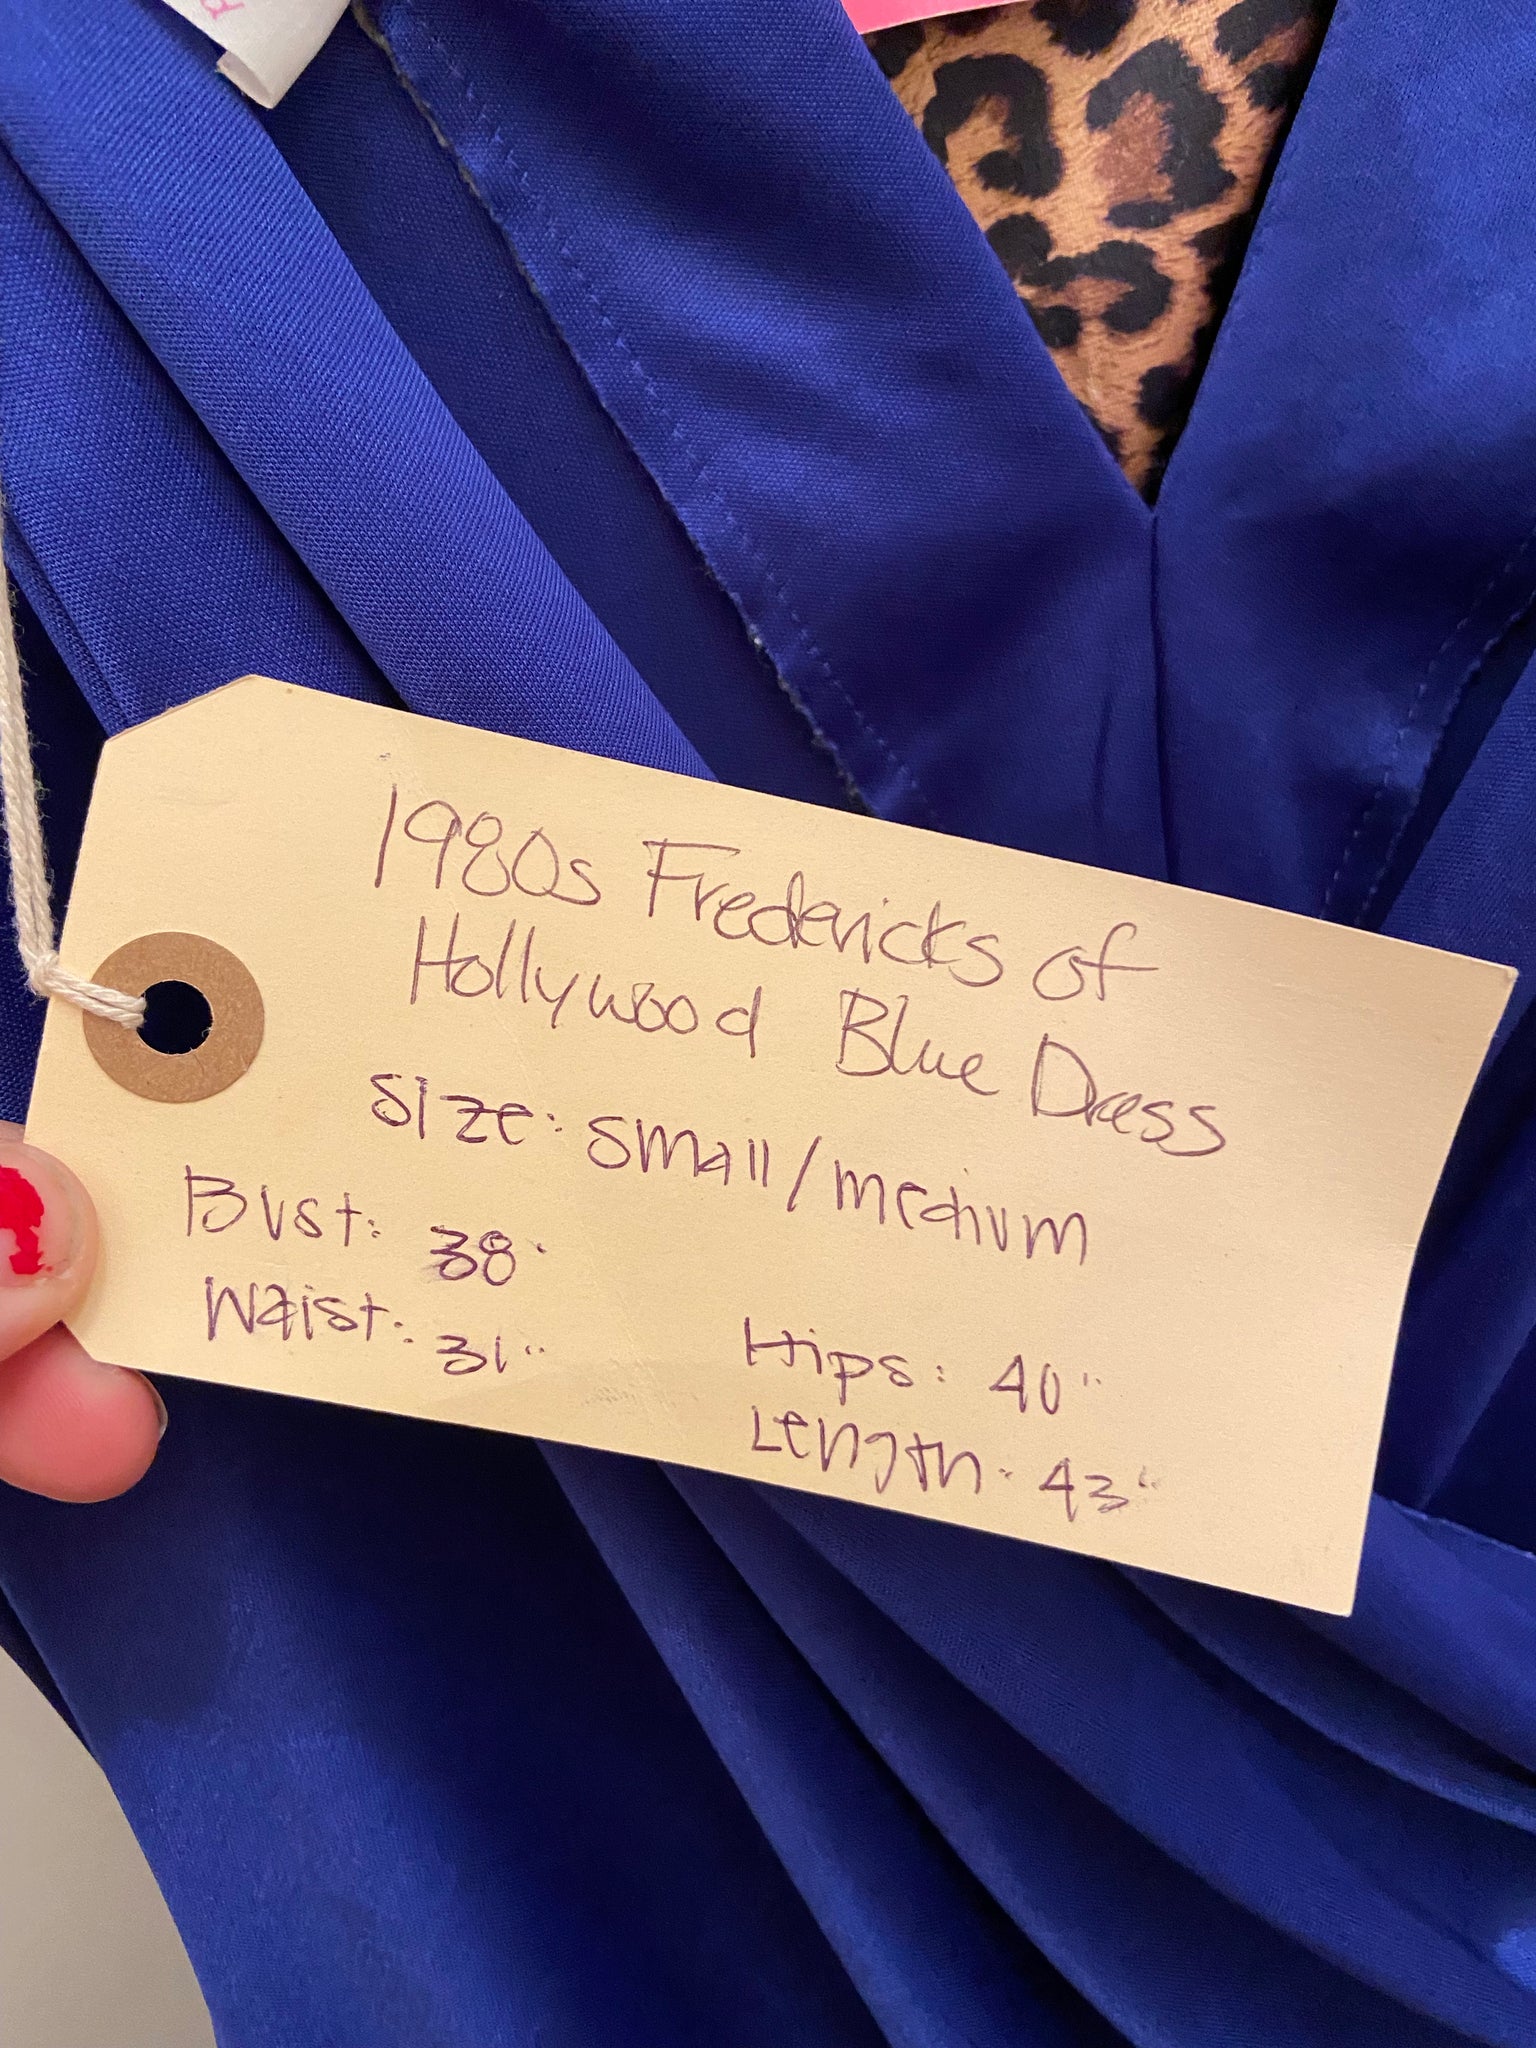 1980s Fredericks of
Hollywood Blue Dress
Size: Small/medium
Bust: 38"
Waist: 31"
Hips: 40"
Length: 43"